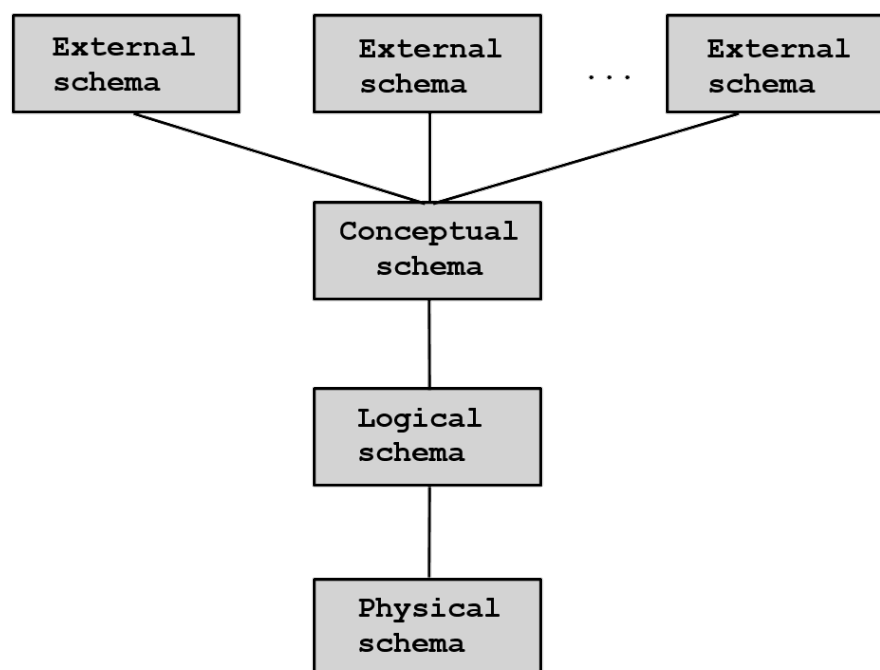 External
schema
External
schema
...
External
schema
Conceptual
schema
Logical
schema
Physical
schema